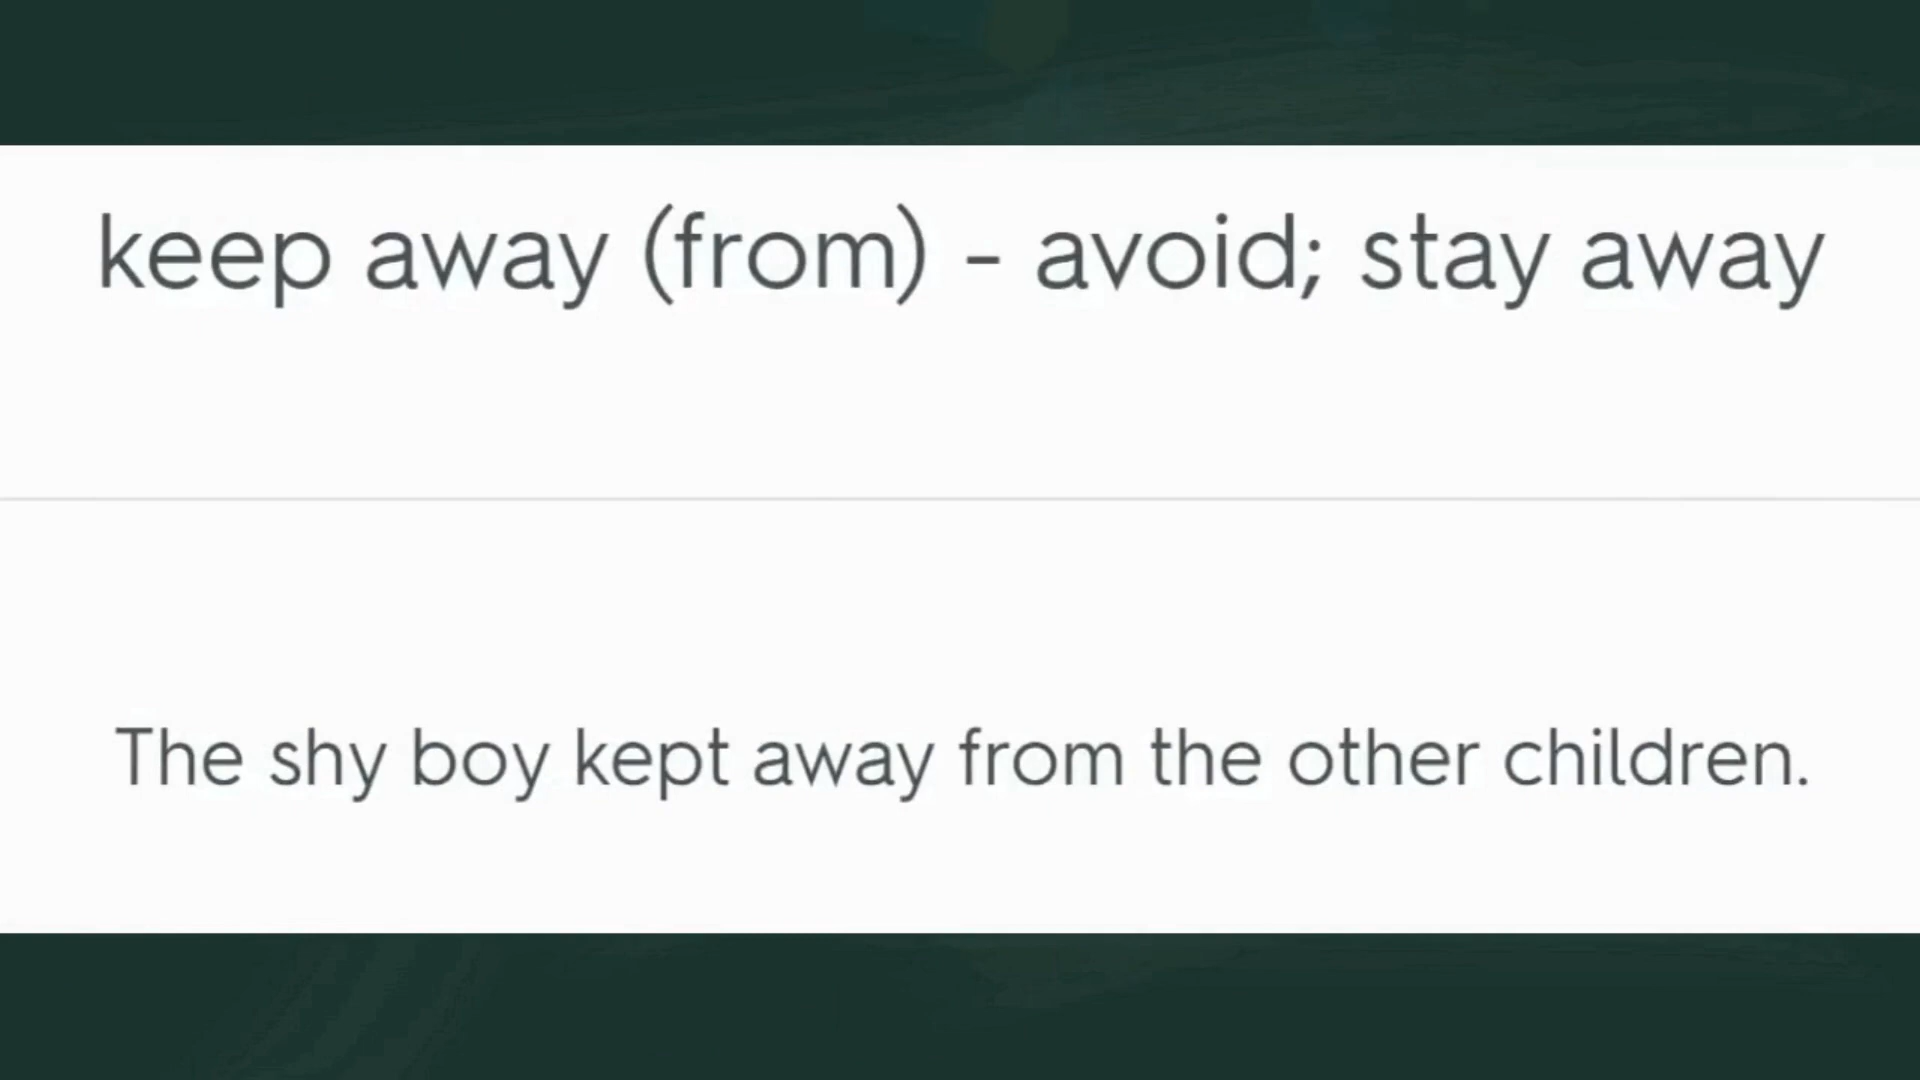 keep away (from) - avoid; stay away
The shy boy kept away from the other children.